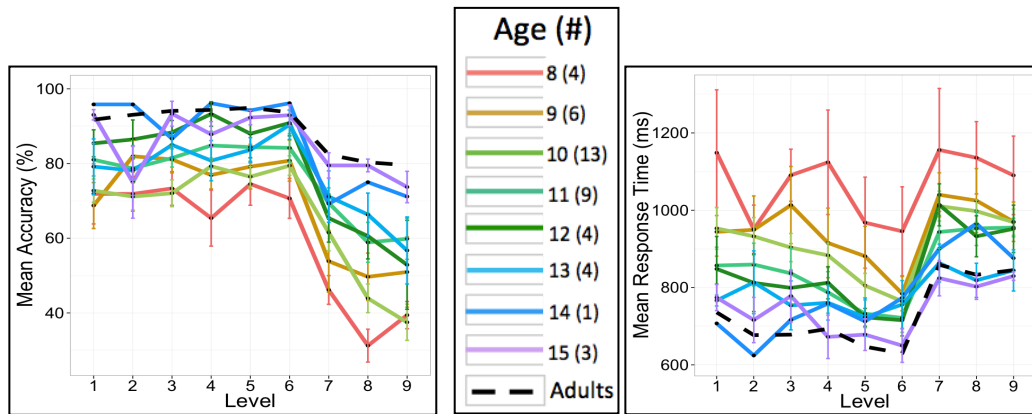 Mean Accuracy (%)
100
80
60
40
1 2 3 4 5 6 7 8 9
Level
Age (#)
8 (4)
9 (6)
10 (13)
11 (9)
12 (4)
13 (4)
14 (1)
15 (3)
Adults
Mean Response Time (ms)
1200
1000
800
600
1 2 3 4 5 6 7 8 9
Level